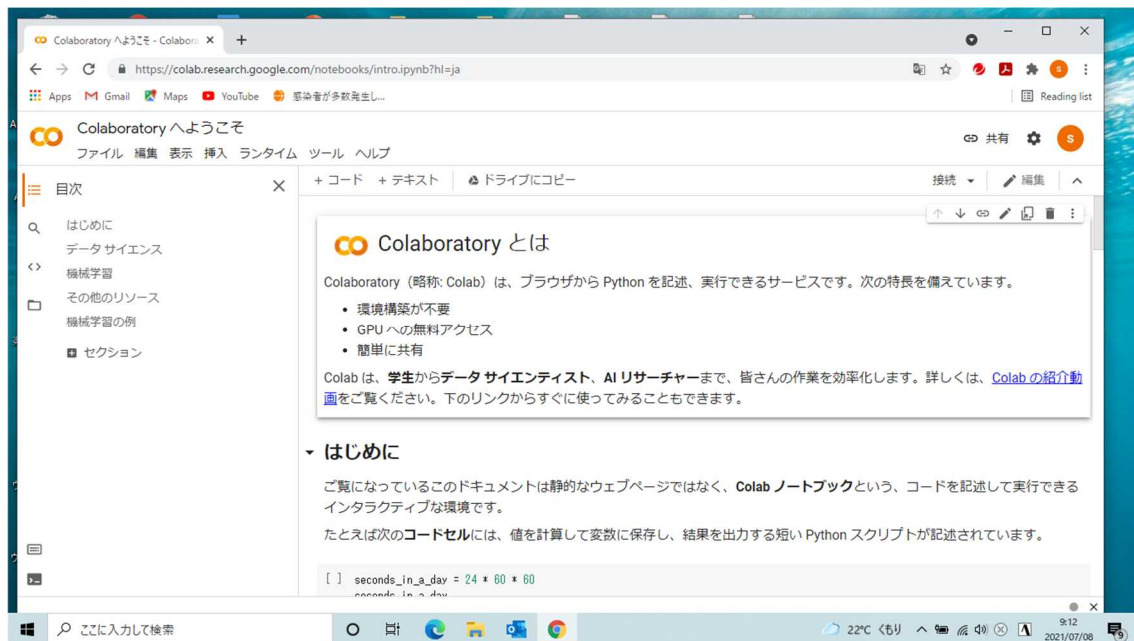 Colaboratory へようこそ - Colabora
https://colab.research.google.com/notebooks/intro.ipynb?hl=ja
Apps Gmail Maps YouTube 感染者が多数発生し... Reading list
Colaboratory へようこそ
共有
S
ファイル 編集 表示 挿入 ランタイム ツール ヘルプ
目次
+ コード + テキスト ドライブにコピー 接続 編集
はじめに
データ サイエンス
機械学習
その他のリソース
機械学習の例
セクション
Colaboratory とは
Colaboratory（略称: Colab）は、ブラウザから Python を記述、実行できるサービスです。次の特長を備えています。
• 環境構築が不要
• GPU への無料アクセス
• 簡単に共有
Colab は、学生からデータ サイエンティスト、AI リサーチャーまで、皆さんの作業を効率化します。詳しくは、Colab の紹介動
画をご覧ください。下のリンクからすぐに使ってみることもできます。
はじめに
ご覧になっているこのドキュメントは静的なウェブページではなく、Colab ノートブックという、コードを記述して実行できる
インタラクティブな環境です。
たとえば次のコードセルには、値を計算して変数に保存し、結果を出力する短い Python スクリプトが記述されています。
[ ] seconds_in_a_day = 24 * 60 * 60
seconds_in_a_day
ここに入力して検索
22°C くもり
A
9:12
2021/07/08